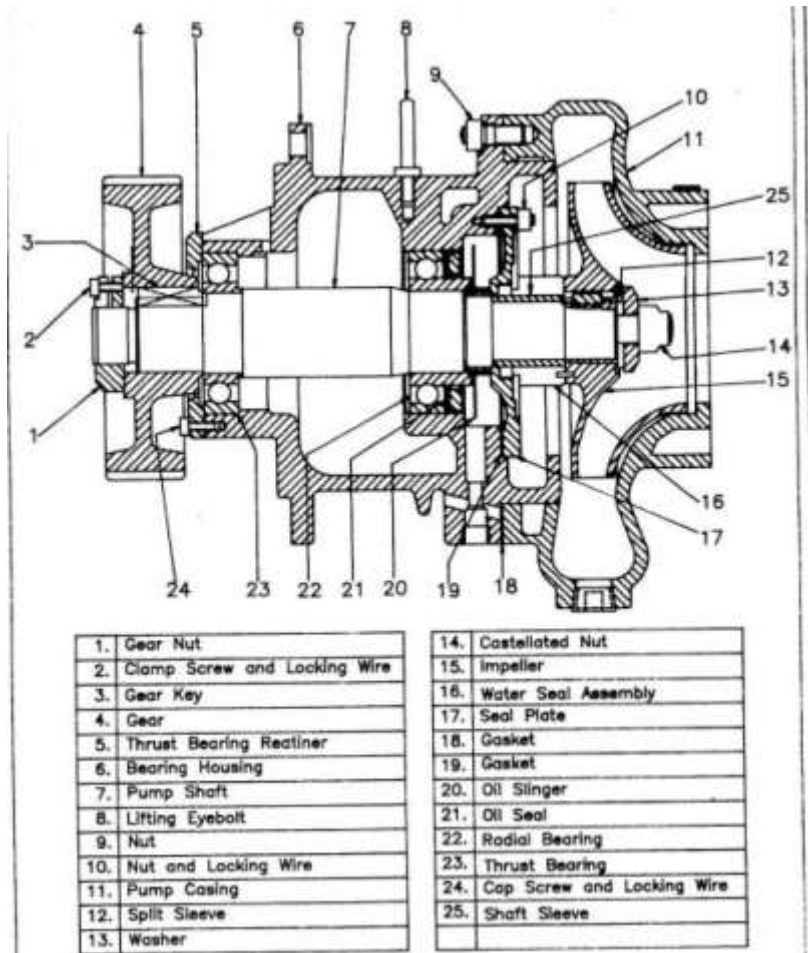 4 5 6 7 8
9
10
11
25
3
12
13
2
14
15
1
16
17
24 23 22 21 20 19 18
1. Gear Nut
2. Clamp Screw and Locking Wire
3. Gear Key
4. Gear
5. Thrust Bearing Reatiner
6. Bearing Housing
7. Pump Shaft
8. Lifting Eyebolt
9. Nut
10. Nut and Locking Wire
11. Pump Casing
12. Split Sleeve
13. Washer
14. Castellated Nut
15. Impeller
16. Water Seal Assembly
17. Seal Plate
18. Gasket
19. Gasket
20. Oil Slinger
21. Oil Seal
22. Radial Bearing
23. Thrust Bearing
24. Cap Screw and Locking Wire
25. Shaft Sleeve